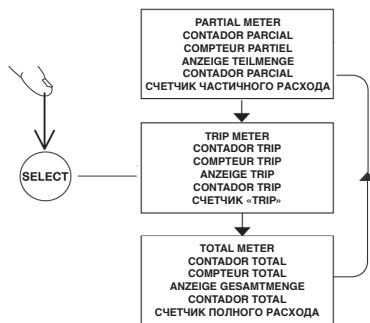 PARTIAL METER
CONTADOR PARCIAL
COMPTEUR PARTIEL
ANZEIGE TEILMENGE
CONTADOR PARCIAL
СЧЕТЧИК ЧАСТИЧНОГО РАСХОДА
SELECT
TRIP METER
CONTADOR TRIP
COMPTEUR TRIP
ANZEIGE TRIP
CONTADOR TRIP
СЧЕТЧИК «TRIP»
TOTAL METER
CONTADOR TOTAL
COMPTEUR TOTAL
ANZEIGE GESAMTMENGE
CONTADOR TOTAL
СЧЕТЧИК ПОЛНОГО РАСХОДА